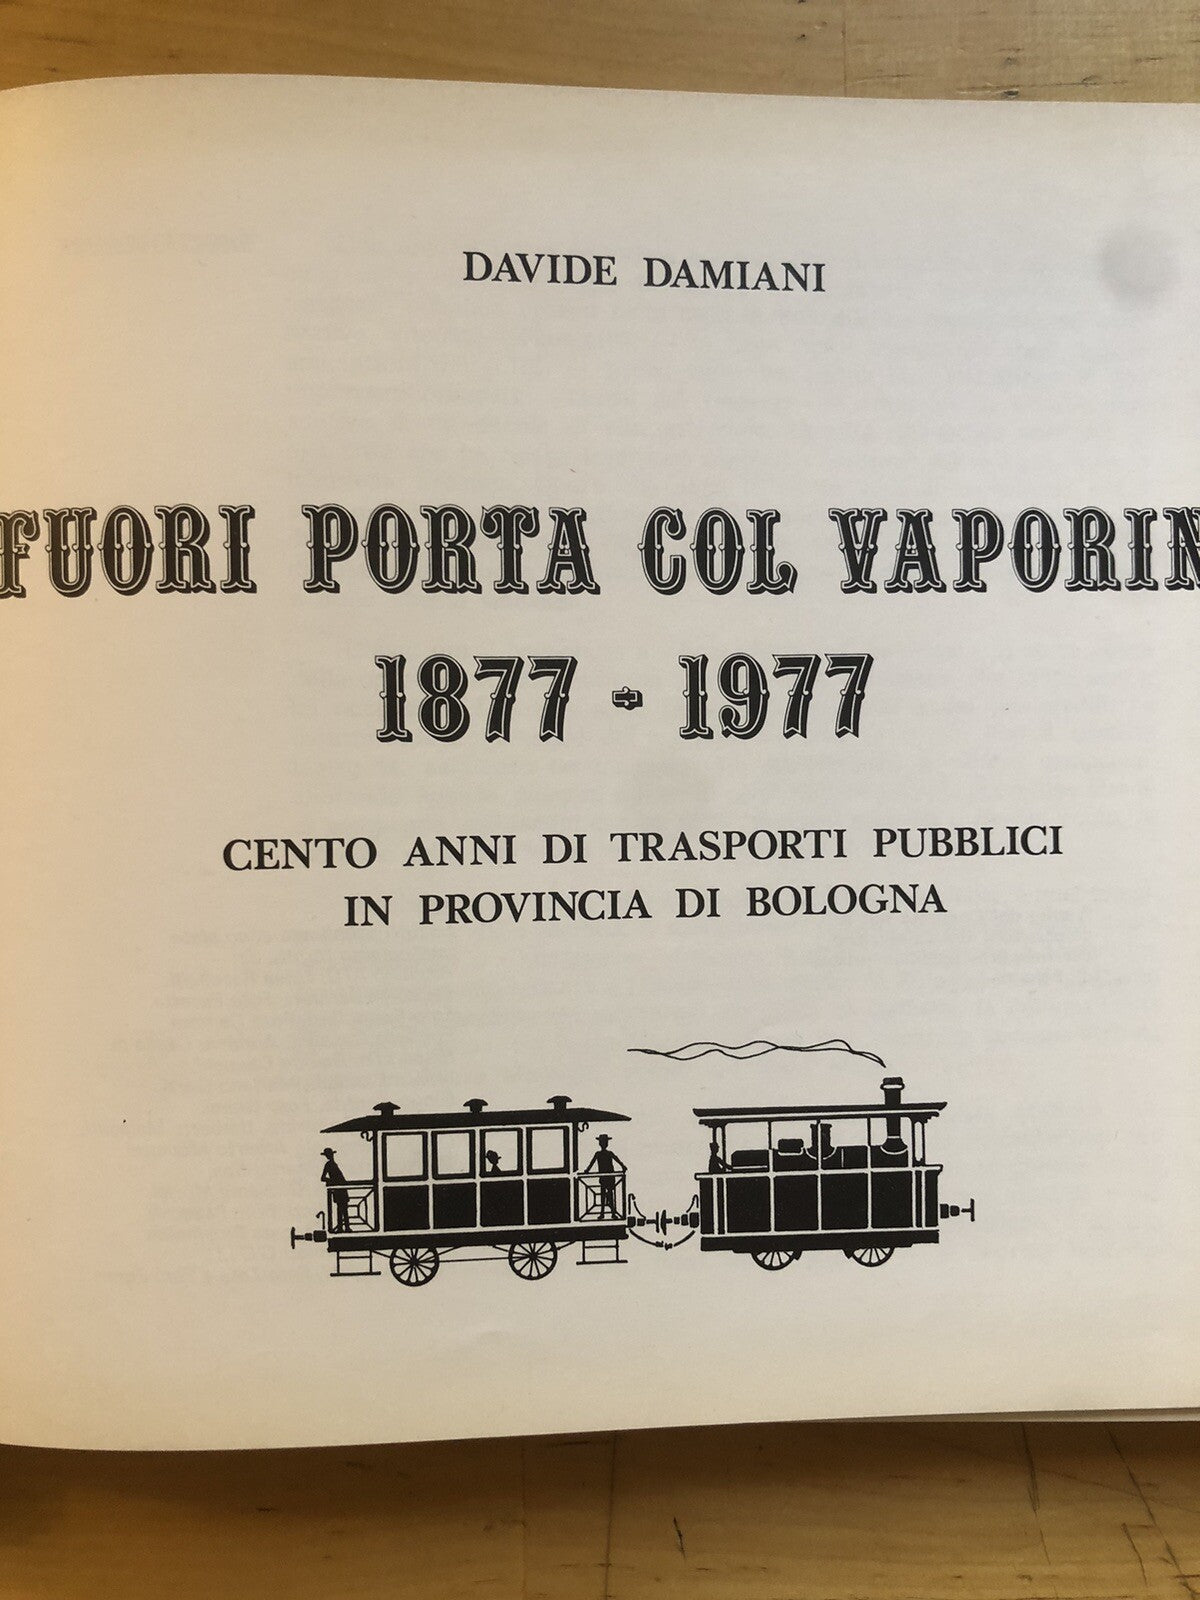 DAVIDE DAMIANI
FUORI PORTA COL VAPORIN
1877 - 1977
CENTO ANNI DI TRASPORTI PUBBLICI
IN PROVINCIA DI BOLOGNA